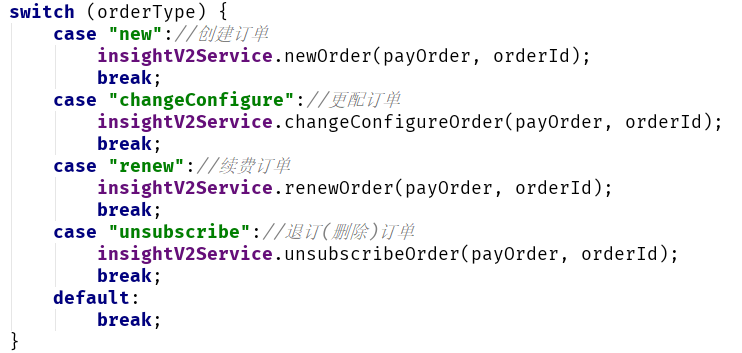 switch (orderType) {
    case "new"://创建订单
        insightV2Service.newOrder(payOrder, orderId);
        break;
    case "changeConfigure"://更配订单
        insightV2Service.changeConfigureOrder(payOrder, orderId);
        break;
    case "renew"://续费订单
        insightV2Service.renewOrder(payOrder, orderId);
        break;
    case "unsubscribe"://退订(删除)订单
        insightV2Service.unsubscribeOrder(payOrder, orderId);
        break;
    default:
        break;
}